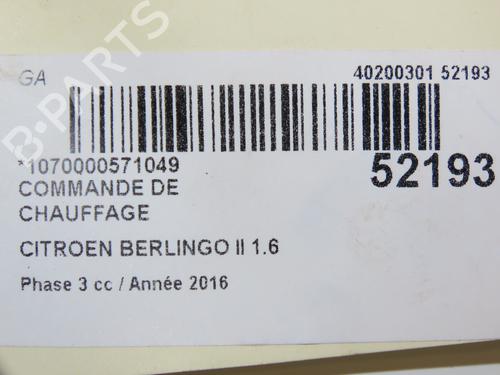 GA
40200301 52193
*1070000571049
52193
COMMANDE DE
CHAUFFAGE
CITROEN BERLINGO II 1.6
Phase 3 cc / Année 2016
B-PARTS